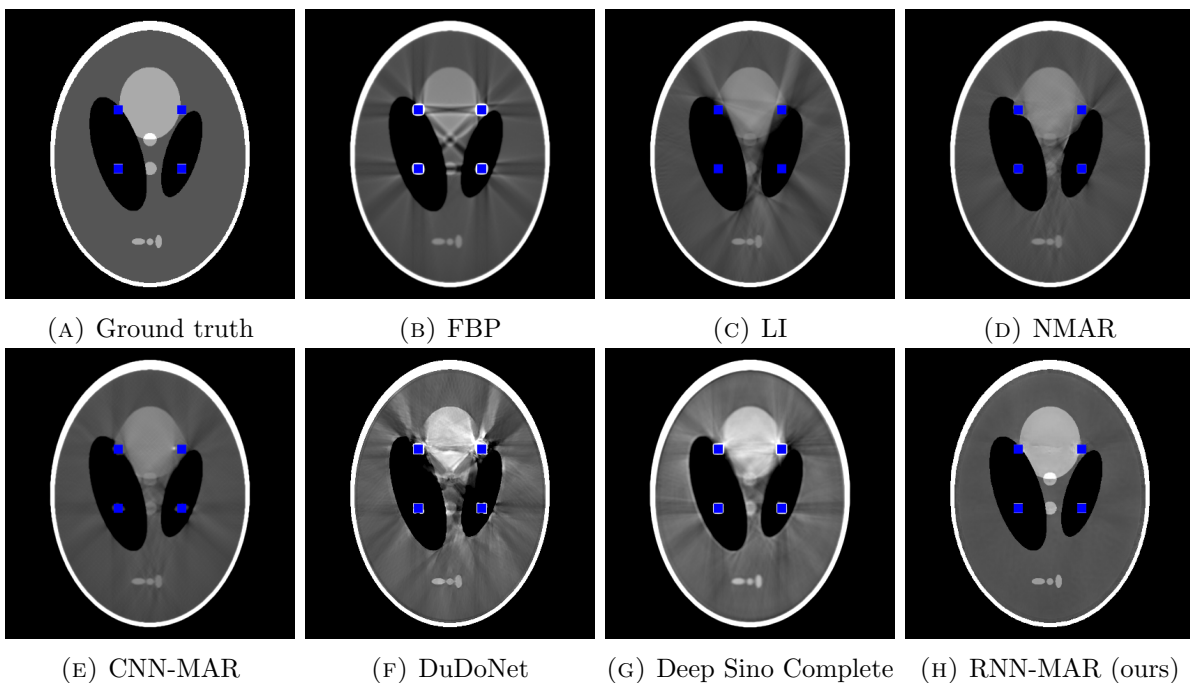 (A) Ground truth
(B) FBP
(C) LI
(D) NMAR
(E) CNN-MAR
(F) DuDoNet
(G) Deep Sino Complete
(H) RNN-MAR (ours)